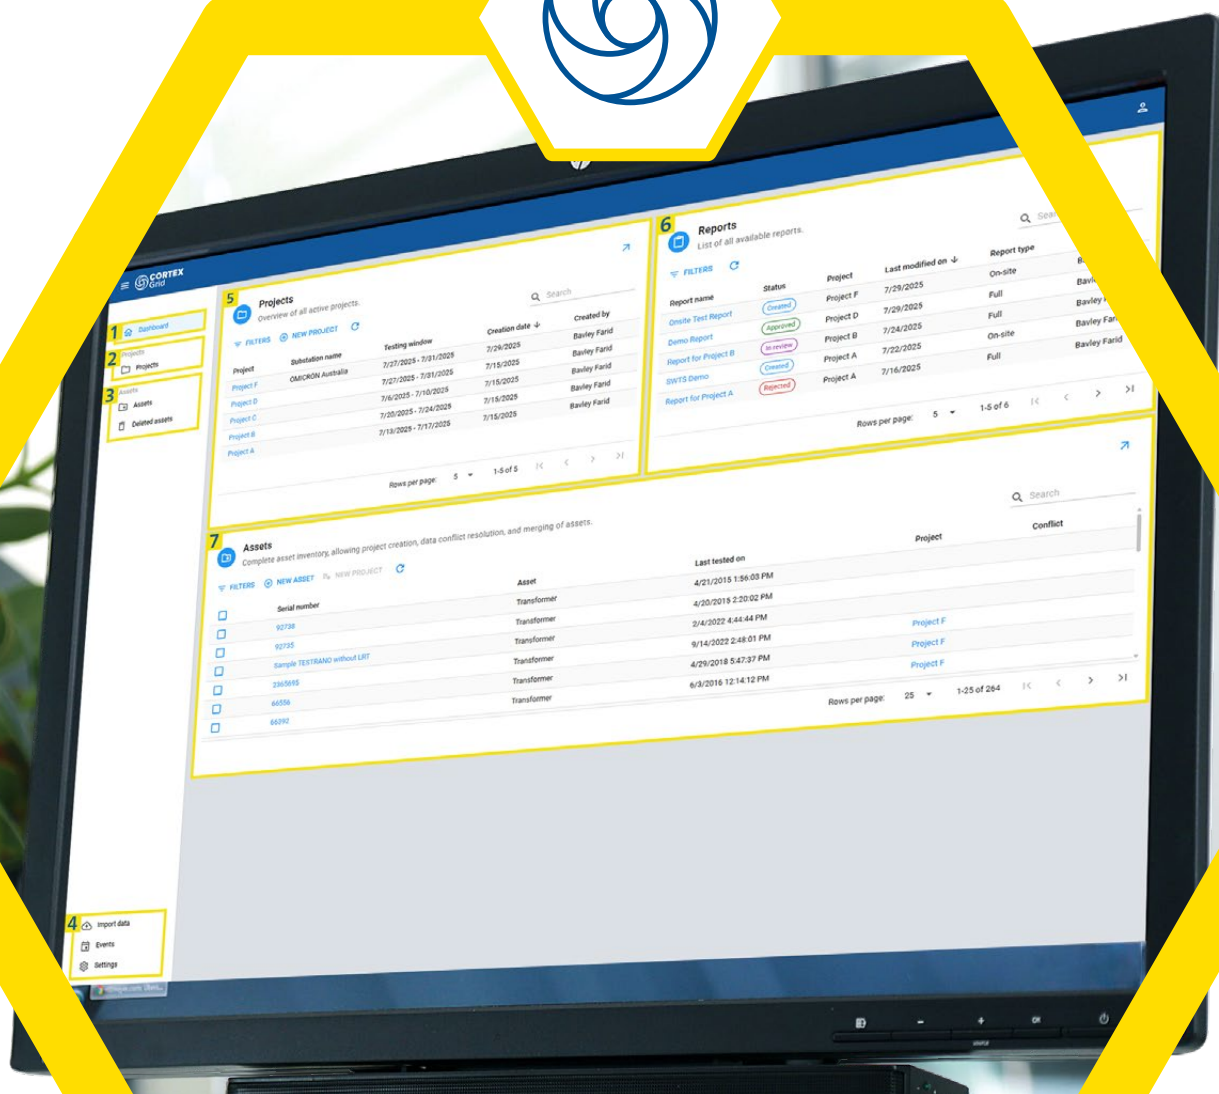 CORTEX
Grid
1 Dashboard
2 Projects
Projects
3 Assets
Assets
Deleted assets
4 Import data
Events
Settings
5 Projects
Overview of all active projects.
Search
FILTERS NEW PROJECT
Project Substation name Testing window Creation date Created by
Project F OMICRON Australia 7/27/2025 - 7/31/2025 7/29/2025 Bavley Farid
Project D 7/27/2025 - 7/31/2025 7/15/2025 Bavley Farid
Project C 7/6/2025 - 7/10/2025 7/15/2025 Bavley Farid
Project B 7/20/2025 - 7/24/2025 7/15/2025 Bavley Farid
Project A 7/13/2025 - 7/17/2025 7/15/2025 Bavley Farid
Rows per page: 5 1-5 of 5
6 Reports
List of all available reports.
FILTERS
Report name Status Project Last modified on Report type
Onsite Test Report Created Project F 7/29/2025 On-site
Demo Report Approved Project D 7/29/2025 Full
Report for Project B In review Project B 7/24/2025 Full Bavley
SWTS Demo Created Project A 7/22/2025 On-site Bavley
Report for Project A Rejected Project A 7/16/2025 Full Bavley Farid
Rows per page: 5 1-5 of 6
7 Assets
Complete asset inventory, allowing project creation, data conflict resolution, and merging of assets.
Search
FILTERS NEW ASSET NEW PROJECT
Serial number Asset Last tested on Project Conflict
92738 Transformer 4/21/2015 1:56:03 PM
92735 Transformer 4/20/2015 2:20:02 PM
Sample TESTRANO without LRT Transformer 2/4/2022 4:44:44 PM
2365695 Transformer 9/14/2022 2:48:01 PM Project F
66556 Transformer 4/29/2018 5:47:37 PM Project F
66392 Transformer 6/3/2016 12:14:12 PM Project F
Rows per page: 25 1-25 of 264